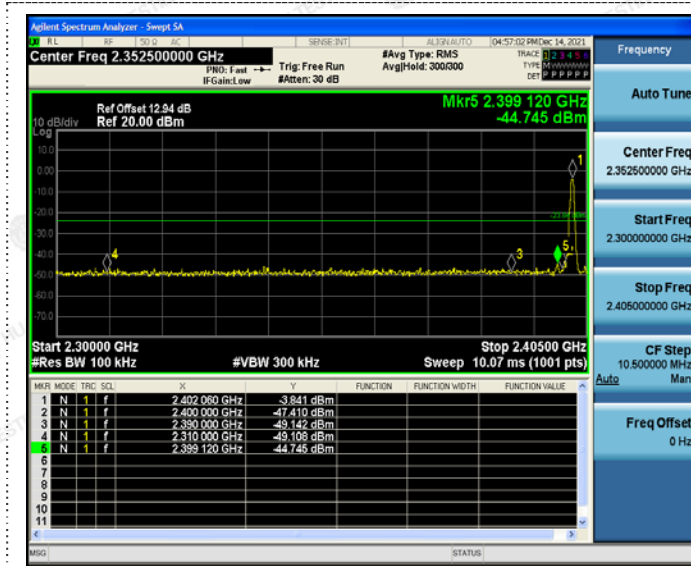 Agilent Spectrum Analyzer - Swept SA
RL RF 50 Ω AC SENSE:INT ALIGNAUTO 04:57:02 PM Dec 14, 2021
Center Freq 2.352500000 GHz
PNO: Fast
IFGain:Low
Trig: Free Run
#Atten: 30 dB
#Avg Type: RMS
Avg|Hold: 300/300
TRACE 1 2 3 4 5 6
TYPE M
DET P P P P P P
Ref Offset 12.94 dB
10 dB/div Ref 20.00 dBm
Log
Mkr5 2.399 120 GHz
-44.745 dBm
10.0
0.00
-10.0
-20.0
-30.0
-40.0
-50.0
-60.0
-70.0
1
4
3
5
Start 2.30000 GHz Stop 2.40500 GHz
#Res BW 100 kHz #VBW 300 kHz Sweep 10.07 ms (1001 pts)
MKR MODE TRC SCL X Y FUNCTION FUNCTION WIDTH FUNCTION VALUE
1 N 1 f 2.402 060 GHz -3.841 dBm
2 N 1 f 2.400 000 GHz -47.410 dBm
3 N 1 f 2.390 000 GHz -49.142 dBm
4 N 1 f 2.310 000 GHz -49.108 dBm
5 N 1 f 2.399 120 GHz -44.745 dBm
6
7
8
9
10
11
MSG STATUS
Frequency
Auto Tune
Center Freq
2.352500000 GHz
Start Freq
2.300000000 GHz
Stop Freq
2.405000000 GHz
CF Step
10.500000 MHz
Auto Man
Freq Offset
0 Hz